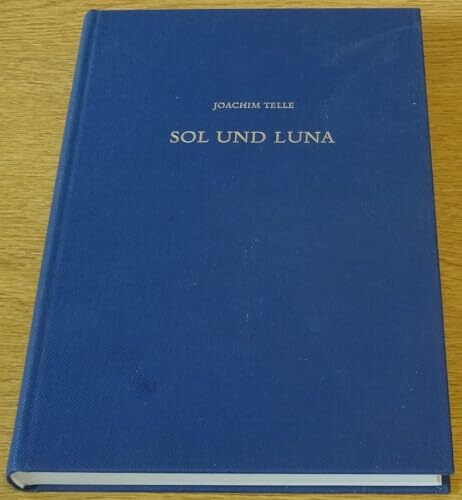 JOACHIM TELLE
SOL UND LUNA